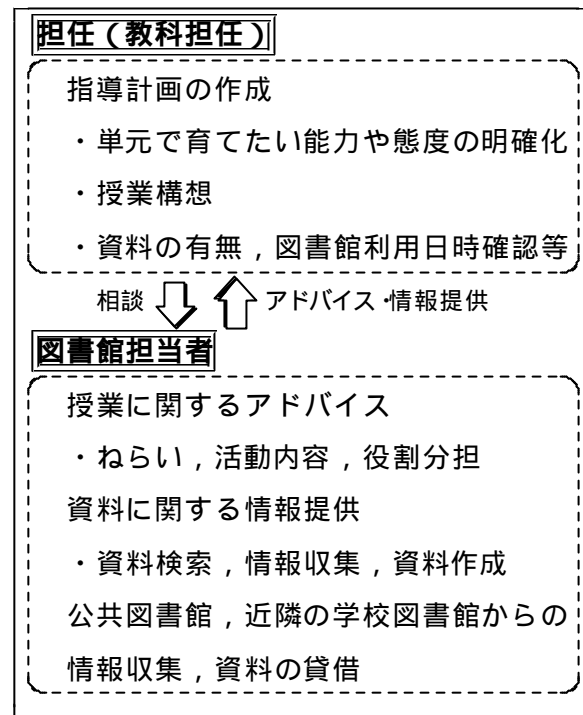 担任（教科担任）
指導計画の作成
・単元で育てたい能力や態度の明確化
・授業構想
・資料の有無，図書館利用日時確認等
相談 アドバイス・情報提供
図書館担当者
授業に関するアドバイス
・ねらい，活動内容，役割分担
資料に関する情報提供
・資料検索，情報収集，資料作成
公共図書館，近隣の学校図書館からの
情報収集，資料の貸借